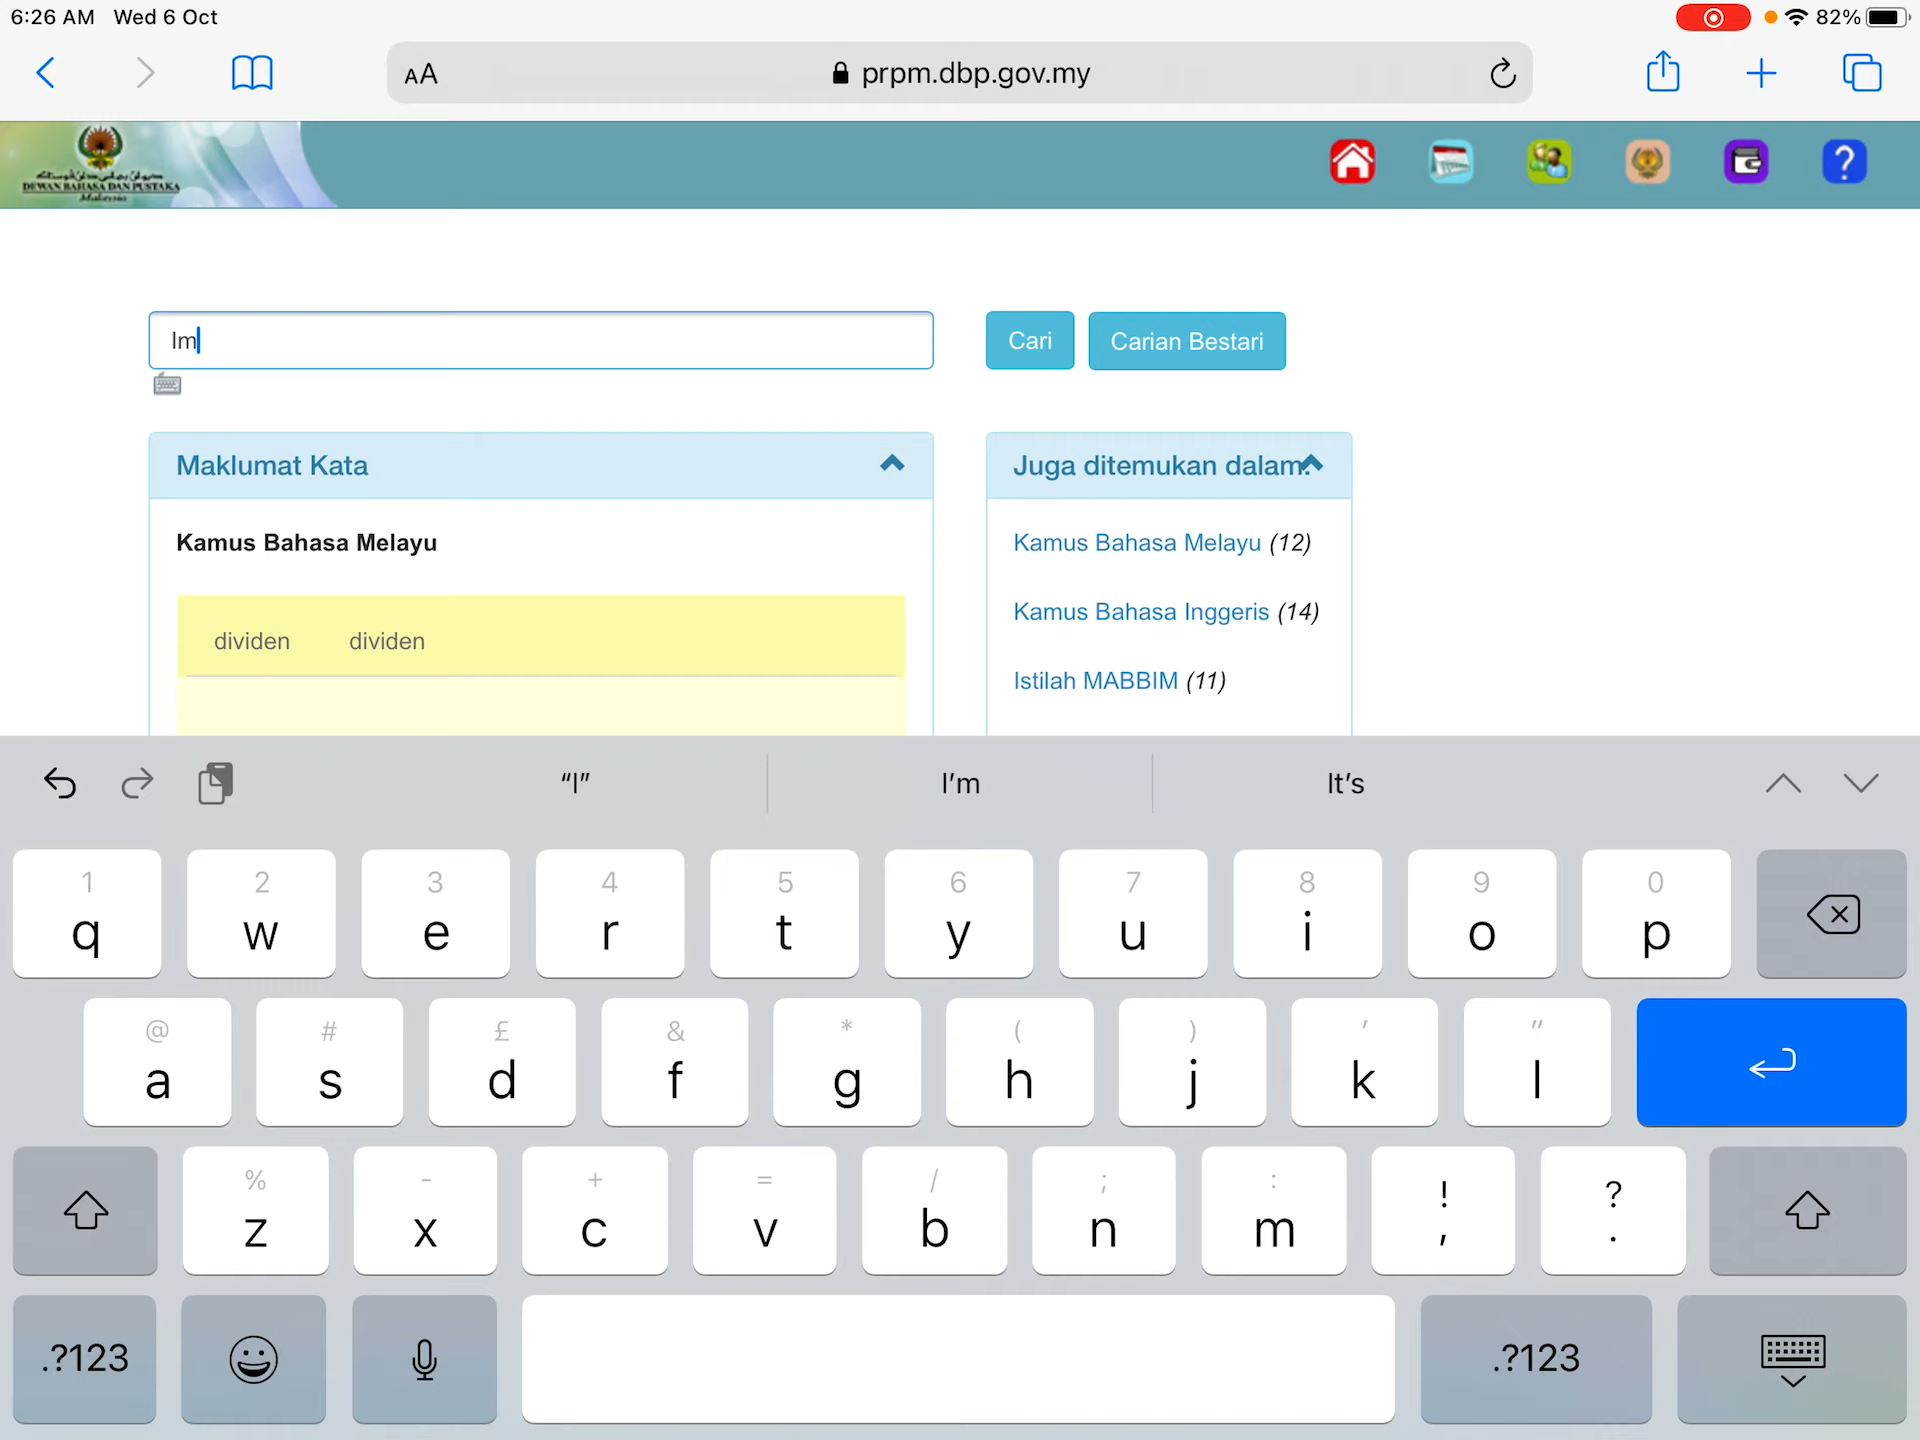 6:26 AM Wed 6 Oct
82%
AA
prpm.dbp.gov.my
DEWAN BAHASA DAN PUSTAKA
Malaysia
Im
Cari
Carian Bestari
Maklumat Kata
Juga ditemukan dalam:
Kamus Bahasa Melayu
Kamus Bahasa Melayu (12)
Kamus Bahasa Inggeris (14)
dividen dividen
Istilah MABBIM (11)
“I” I’m It’s
1 2 3 4 5 6 7 8 9 0
q w e r t y u i o p
@ # £ & * ( ) ’ ”
a s d f g h j k l
% - + = / ; : ! ?
z x c v b n m , .
.?123 .?123